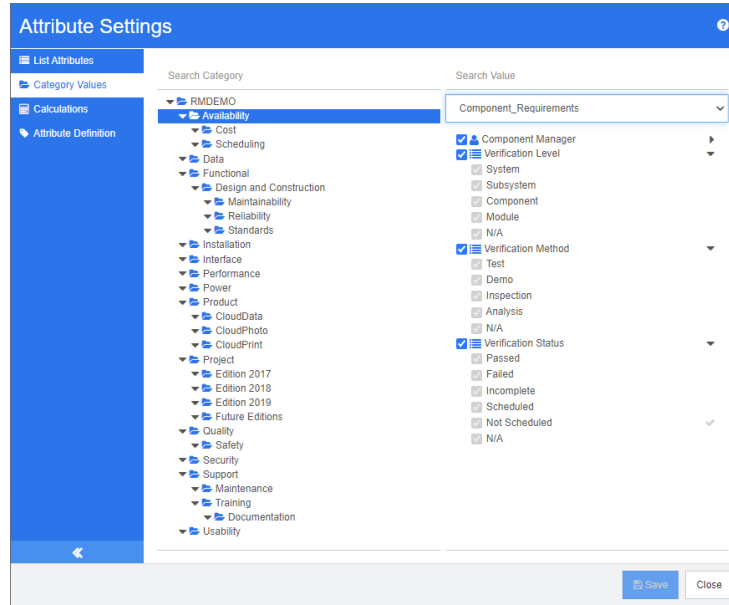 Attribute Settings
List Attributes
Category Values
Calculations
Attribute Definition
Search Category
RMDEMO
Availability
Cost
Scheduling
Data
Functional
Design and Construction
Maintainability
Reliability
Standards
Installation
Interface
Performance
Power
Product
CloudData
CloudPhoto
CloudPrint
Project
Edition 2017
Edition 2018
Edition 2019
Future Editions
Quality
Safety
Security
Support
Maintenance
Training
Documentation
Usability
Search Value
Component_Requirements
Component Manager
Verification Level
System
Subsystem
Component
Module
N/A
Verification Method
Test
Demo
Inspection
Analysis
N/A
Verification Status
Passed
Failed
Incomplete
Scheduled
Not Scheduled
N/A
Save
Close